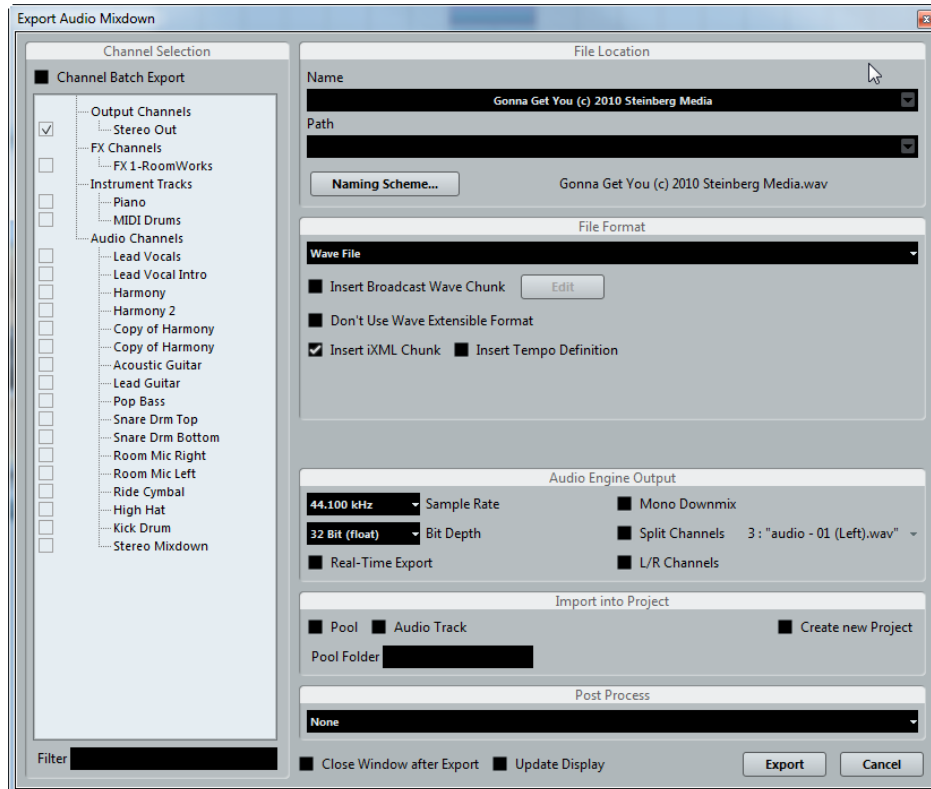 Export Audio Mixdown
Channel Selection
Channel Batch Export
Output Channels
Stereo Out
FX Channels
FX 1-RoomWorks
Instrument Tracks
Piano
MIDI Drums
Audio Channels
Lead Vocals
Lead Vocal Intro
Harmony
Harmony 2
Copy of Harmony
Copy of Harmony
Acoustic Guitar
Lead Guitar
Pop Bass
Snare Drm Top
Snare Drm Bottom
Room Mic Right
Room Mic Left
Ride Cymbal
High Hat
Kick Drum
Stereo Mixdown
Filter
File Location
Name
Gonna Get You (c) 2010 Steinberg Media
Path
Naming Scheme... Gonna Get You (c) 2010 Steinberg Media.wav
File Format
Wave File
Insert Broadcast Wave Chunk Edit
Don't Use Wave Extensible Format
Insert iXML Chunk Insert Tempo Definition
Audio Engine Output
44.100 kHz Sample Rate Mono Downmix
32 Bit (float) Bit Depth Split Channels 3 : "audio - 01 (Left).wav"
Real-Time Export L/R Channels
Import into Project
Pool Audio Track Create new Project
Pool Folder
Post Process
None
Close Window after Export Update Display Export Cancel